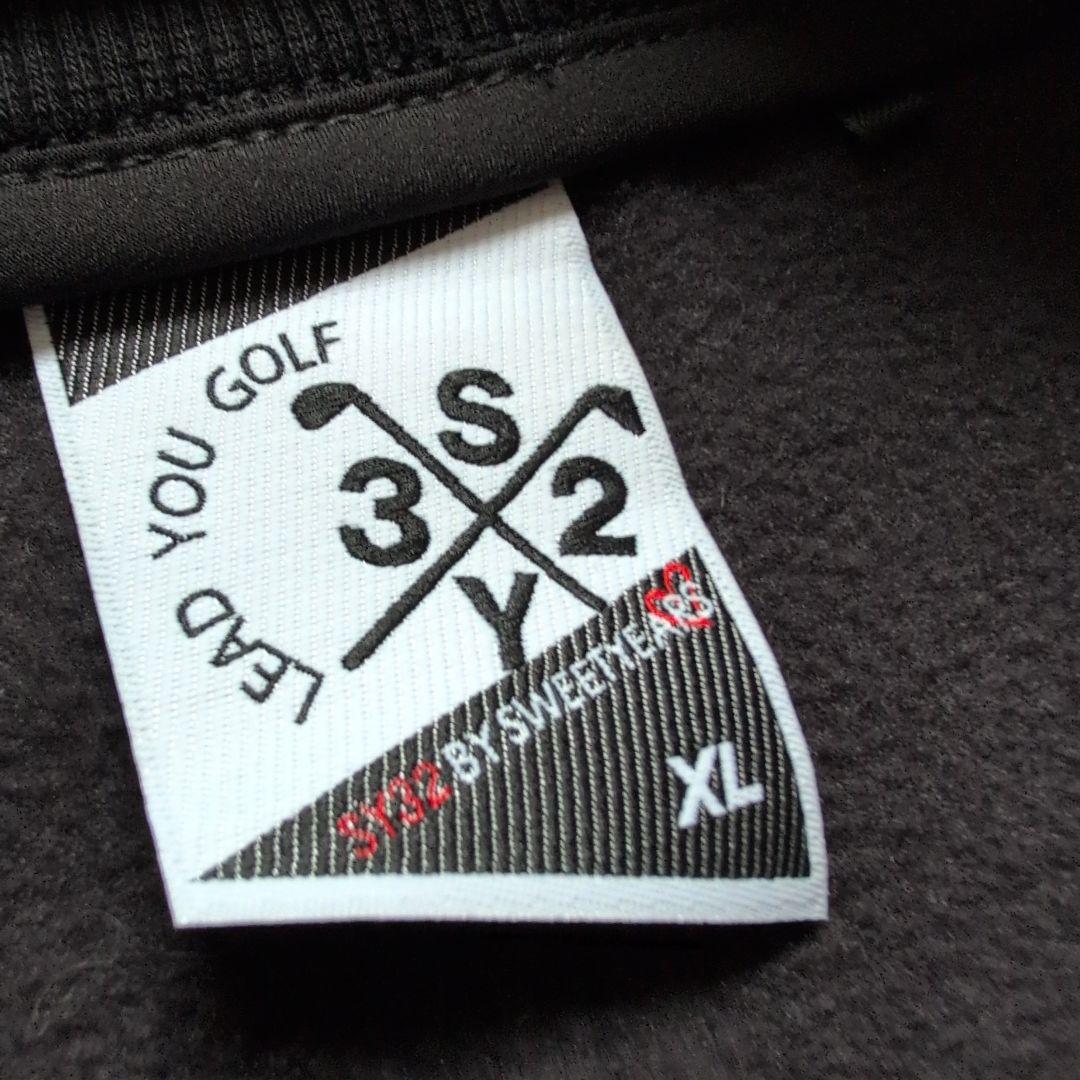 LEAD YOU GOLF
S
3 2
Y
SY32 BY SWEETYEARS
XL